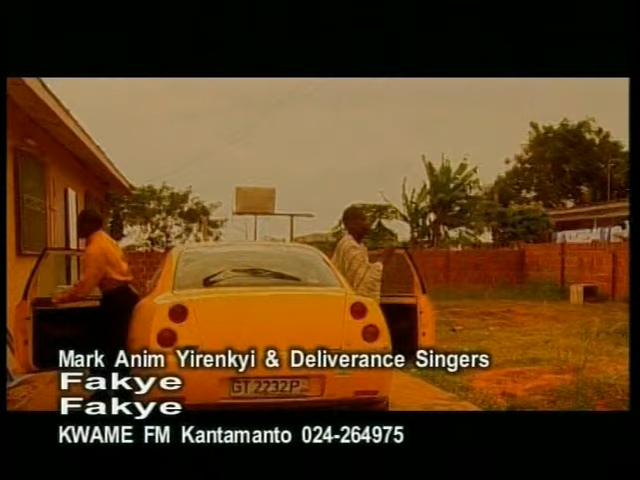 GT 2232P
Mark Anim Yirenkyi & Deliverance Singers
Fakye
Fakye
KWAME FM Kantamanto 024-264975